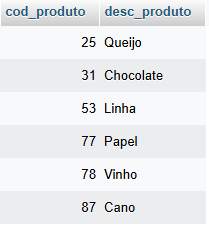 cod_produto desc_produto
25 Queijo
31 Chocolate
53 Linha
77 Papel
78 Vinho
87 Cano